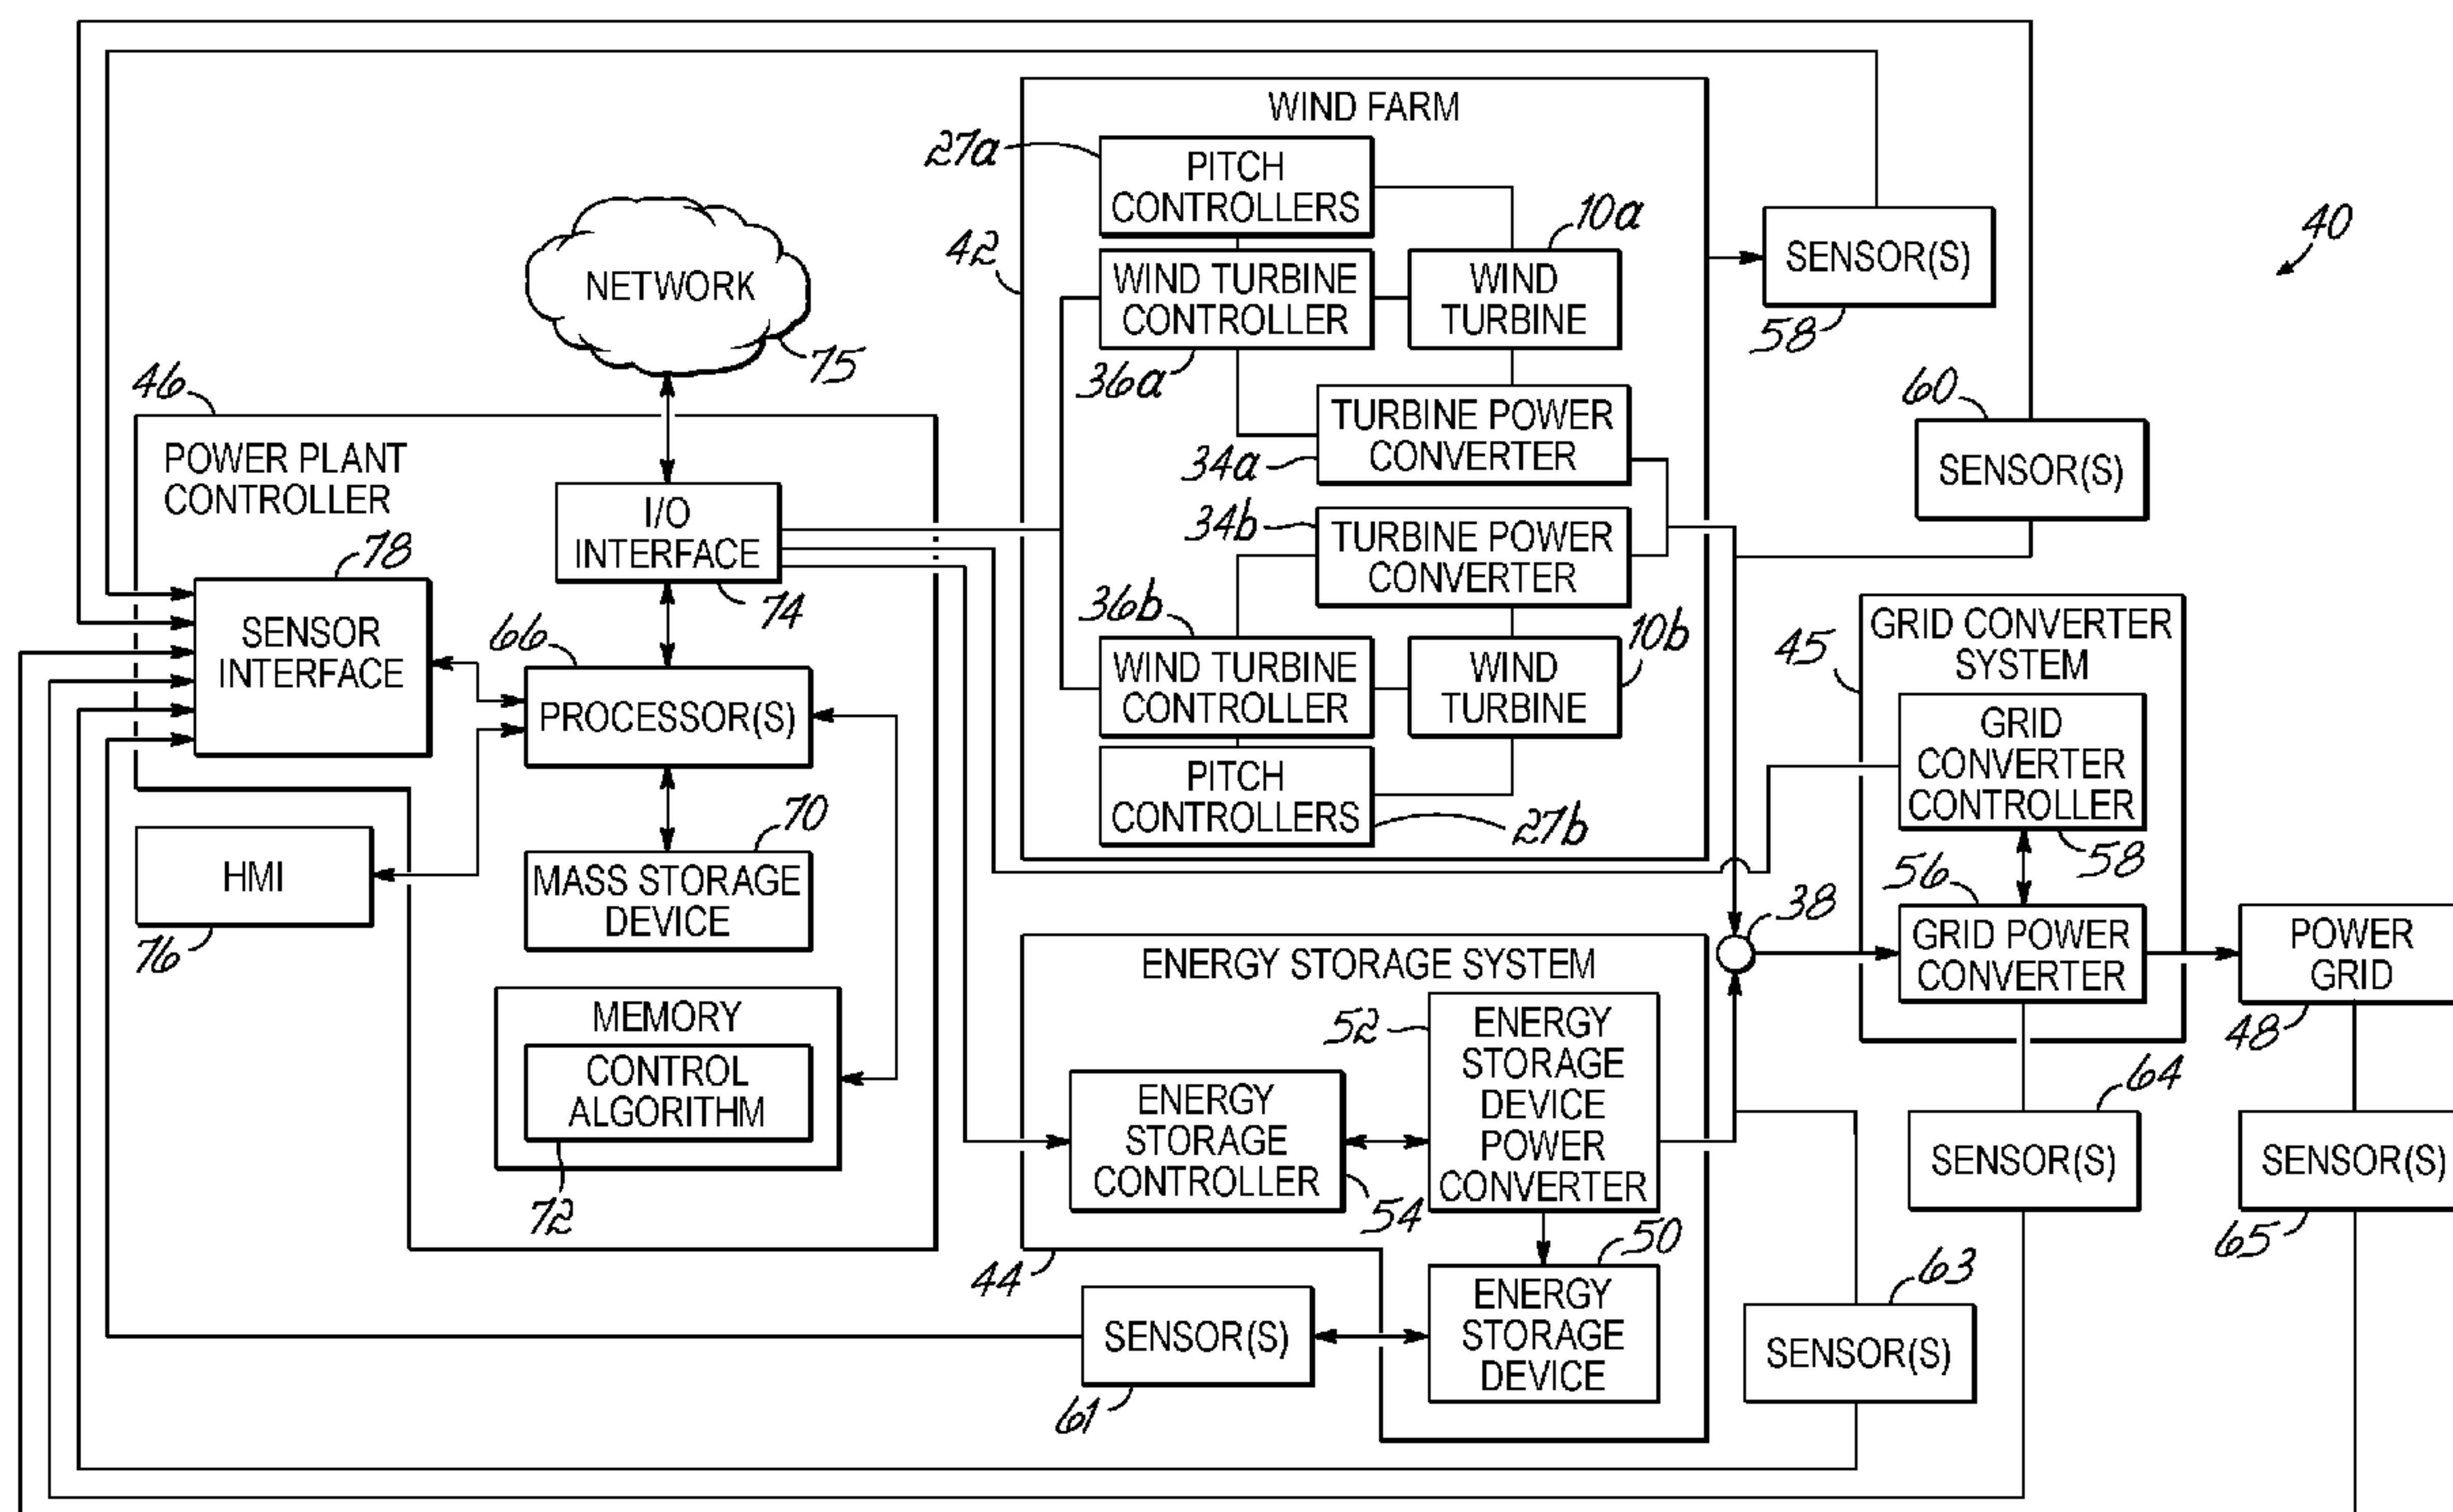 WIND FARM
27a
PITCH
CONTROLLERS
10a
42
WIND TURBINE
CONTROLLER
WIND
TURBINE
36a
SENSOR(S)
58
40
NETWORK
75
TURBINE POWER
CONVERTER
34a
60
SENSOR(S)
46
POWER PLANT
CONTROLLER
I/O
INTERFACE
74
34b
TURBINE POWER
CONVERTER
78
SENSOR
INTERFACE
66
PROCESSOR(S)
36b
WIND TURBINE
CONTROLLER
WIND
TURBINE
10b
PITCH
CONTROLLERS
27b
45
GRID CONVERTER
SYSTEM
GRID
CONVERTER
CONTROLLER
58
HMI
76
70
MASS STORAGE
DEVICE
56
GRID POWER
CONVERTER
38
POWER
GRID
48
MEMORY
CONTROL
ALGORITHM
72
ENERGY STORAGE SYSTEM
52
ENERGY
STORAGE
DEVICE
POWER
CONVERTER
ENERGY
STORAGE
CONTROLLER
54
44
50
ENERGY
STORAGE
DEVICE
SENSOR(S)
61
63
SENSOR(S)
64
SENSOR(S)
SENSOR(S)
65